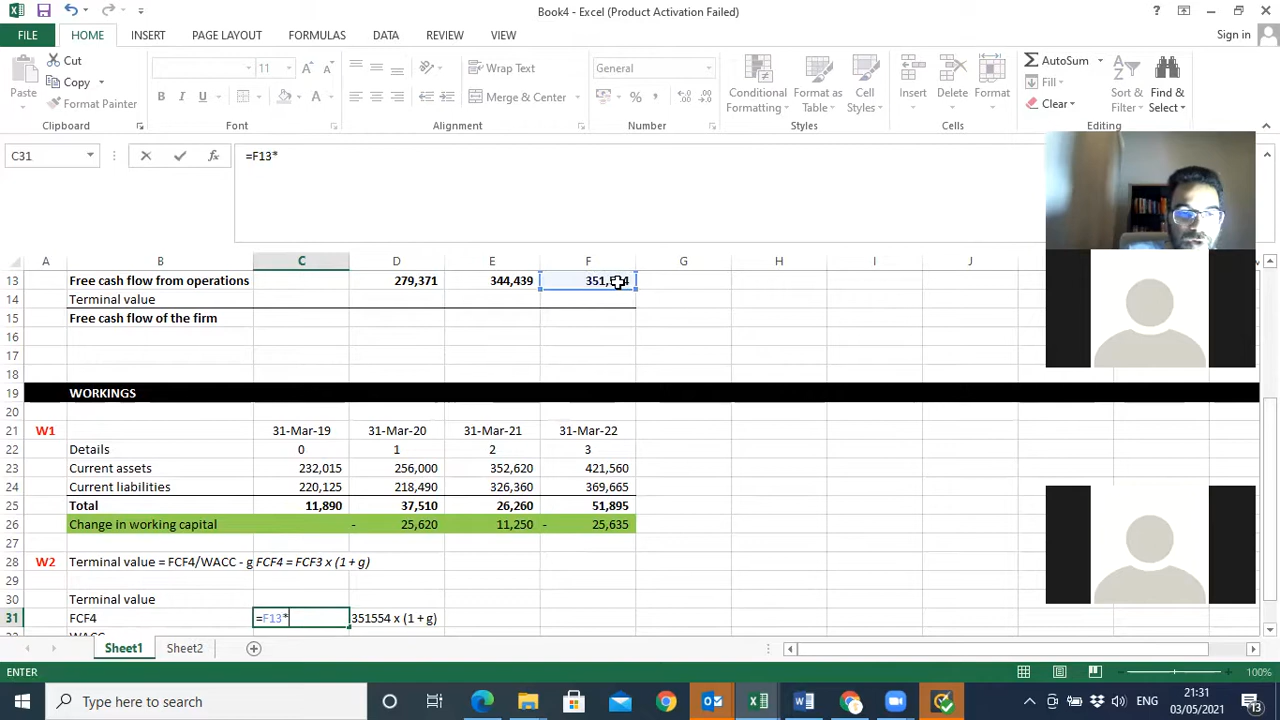 Book4 - Excel (Product Activation Failed)
FILE HOME INSERT PAGE LAYOUT FORMULAS DATA REVIEW VIEW Sign in
Paste Cut Copy Format Painter Clipboard
11 B I U A A A Font
Wrap Text Merge & Center Alignment
General % , Number
Conditional Formatting Format as Table Cell Styles Styles
Insert Delete Format Cells
AutoSum Fill Clear Sort & Filter Find & Select Editing
C31 fx =F13*
A B C D E F G H I J
13 Free cash flow from operations 279,371 344,439
14 Terminal value
15 Free cash flow of the firm
16
17
18
19 WORKINGS
20
21 W1 31-Mar-19 31-Mar-20 31-Mar-21 31-Mar-22
22 Details 0 1 2 3
23 Current assets 232,015 256,000 352,620 421,560
24 Current liabilities 220,125 218,490 326,360 369,665
25 Total 11,890 37,510 26,260 51,895
26 Change in working capital - 25,620 11,250 - 25,635
27
28 W2 Terminal value = FCF4/WACC - g FCF4 = FCF3 x (1 + g)
29
30 Terminal value
31 FCF4 =F13* 351554 x (1 + g)
Sheet1 Sheet2
ENTER 100%
Type here to search ENG 21:31 03/05/2021 13